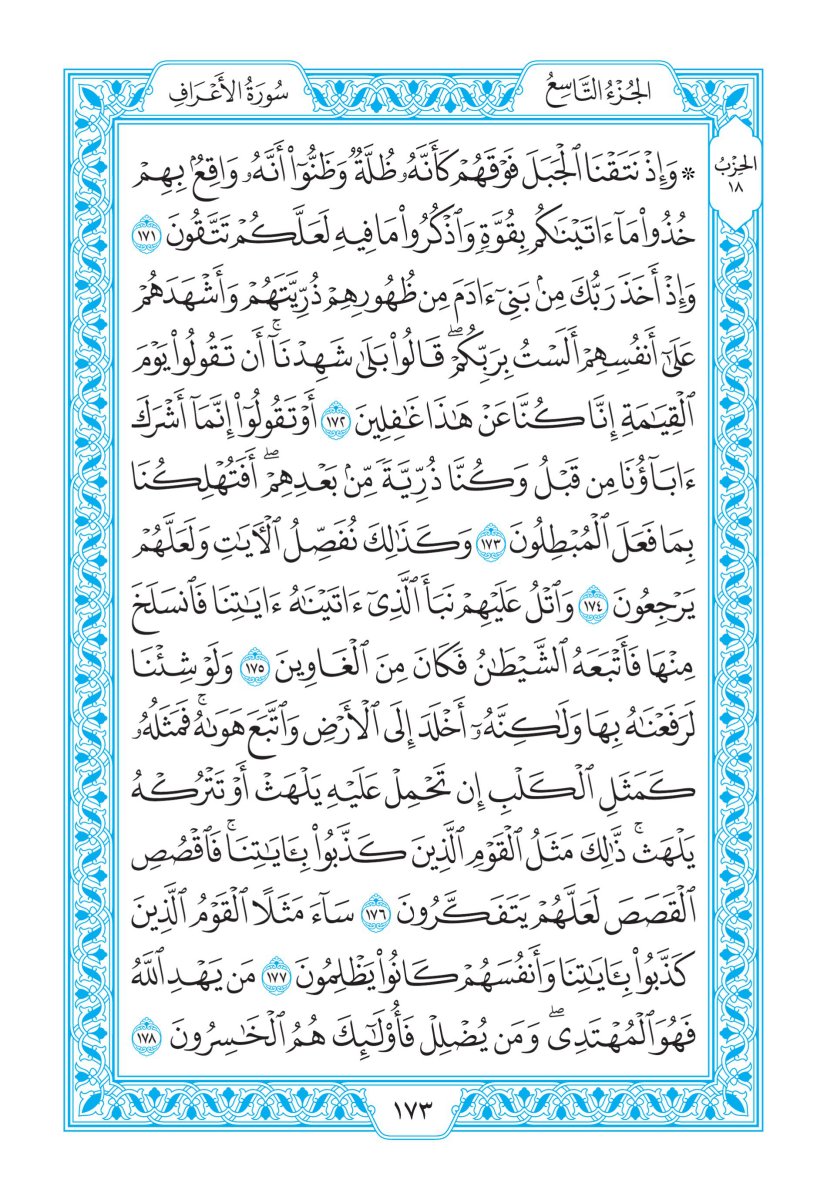 الجُزْءُ التَّاسِعُ
سُورَةُ الأَعْرَافِ
الحِزْبُ
١٨
* وَإِذْ نَتَقْنَا ٱلْجَبَلَ فَوْقَهُمْ كَأَنَّهُۥ ظُلَّةٌ وَظَنُّوٓا۟ أَنَّهُۥ وَاقِعٌۢ بِهِمْ
خُذُوا۟ مَآ ءَاتَيْنَـٰكُم بِقُوَّةٍ وَٱذْكُرُوا۟ مَا فِيهِ لَعَلَّكُمْ تَتَّقُونَ ١٧١
وَإِذْ أَخَذَ رَبُّكَ مِنۢ بَنِىٓ ءَادَمَ مِن ظُهُورِهِمْ ذُرِّيَّتَهُمْ وَأَشْهَدَهُمْ
عَلَىٰٓ أَنفُسِهِمْ أَلَسْتُ بِرَبِّكُمْ ۖ قَالُوا۟ بَلَىٰ شَهِدْنَآ ۚ أَن تَقُولُوا۟ يَوْمَ
ٱلْقِيَـٰمَةِ إِنَّا كُنَّا عَنْ هَـٰذَا غَـٰفِلِينَ ١٧٢ أَوْ تَقُولُوٓا۟ إِنَّمَآ أَشْرَكَ
ءَابَآؤُنَا مِن قَبْلُ وَكُنَّا ذُرِّيَّةً مِّنۢ بَعْدِهِمْ ۖ أَفَتُهْلِكُنَا
بِمَا فَعَلَ ٱلْمُبْطِلُونَ ١٧٣ وَكَذَٰلِكَ نُفَصِّلُ ٱلْـَٔايَـٰتِ وَلَعَلَّهُمْ
يَرْجِعُونَ ١٧٤ وَٱتْلُ عَلَيْهِمْ نَبَأَ ٱلَّذِىٓ ءَاتَيْنَـٰهُ ءَايَـٰتِنَا فَٱنسَلَخَ
مِنْهَا فَأَتْبَعَهُ ٱلشَّيْطَـٰنُ فَكَانَ مِنَ ٱلْغَاوِينَ ١٧٥ وَلَوْ شِئْنَا
لَرَفَعْنَـٰهُ بِهَا وَلَـٰكِنَّهُۥٓ أَخْلَدَ إِلَى ٱلْأَرْضِ وَٱتَّبَعَ هَوَىٰهُ ۚ فَمَثَلُهُۥ
كَمَثَلِ ٱلْكَلْبِ إِن تَحْمِلْ عَلَيْهِ يَلْهَثْ أَوْ تَتْرُكْهُ
يَلْهَث ۚ ذَّٰلِكَ مَثَلُ ٱلْقَوْمِ ٱلَّذِينَ كَذَّبُوا۟ بِـَٔايَـٰتِنَا ۚ فَٱقْصُصِ
ٱلْقَصَصَ لَعَلَّهُمْ يَتَفَكَّرُونَ ١٧٦ سَآءَ مَثَلًا ٱلْقَوْمُ ٱلَّذِينَ
كَذَّبُوا۟ بِـَٔايَـٰتِنَا وَأَنفُسَهُمْ كَانُوا۟ يَظْلِمُونَ ١٧٧ مَن يَهْدِ ٱللَّهُ
فَهُوَ ٱلْمُهْتَدِى ۖ وَمَن يُضْلِلْ فَأُو۟لَـٰٓئِكَ هُمُ ٱلْخَـٰسِرُونَ ١٧٨
١٧٣